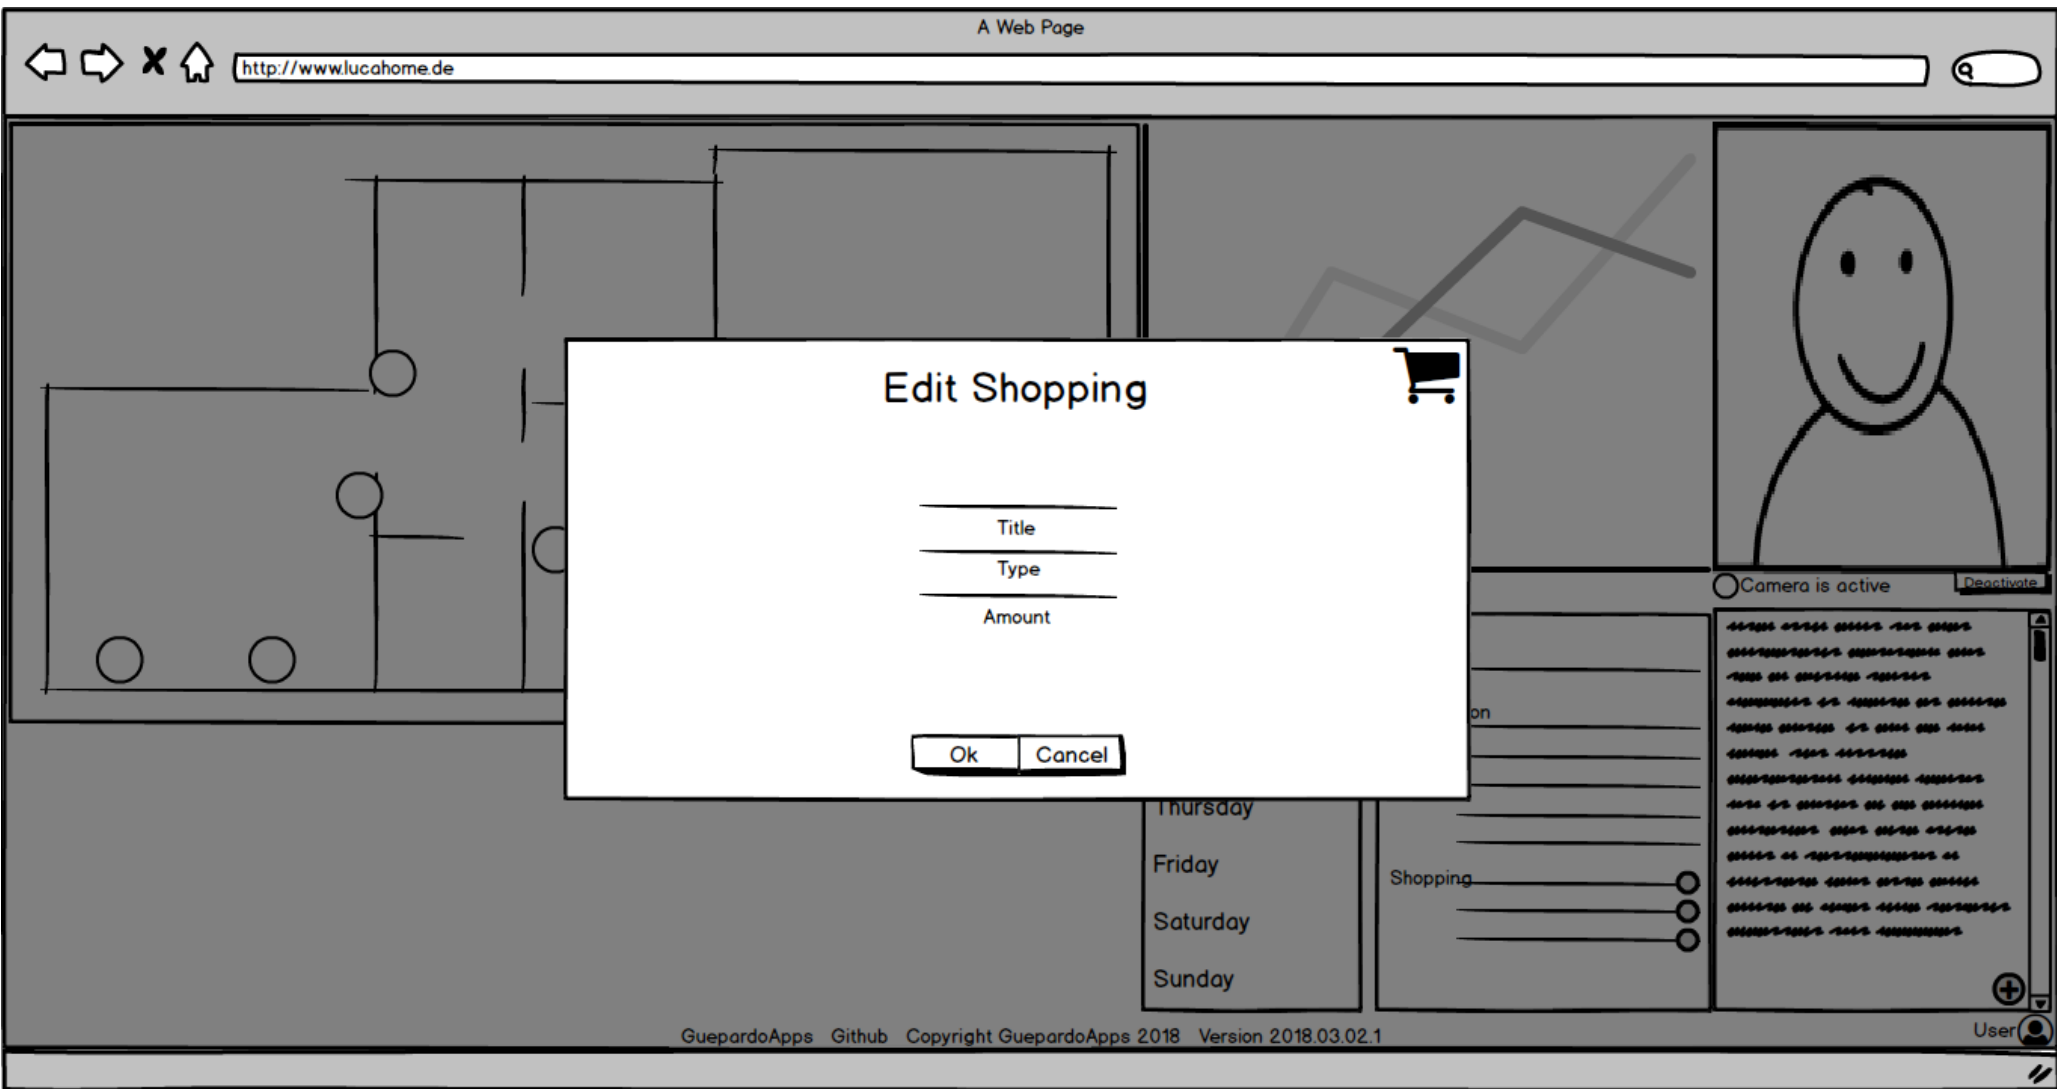 A Web Page
http://www.lucahome.de
Edit Shopping
Title
Type
Amount
Ok
Cancel
Camera is active
Deactivate
on
Thursday
Friday
Saturday
Sunday
Shopping
GuepardoApps Github Copyright GuepardoApps 2018 Version 2018.03.02.1
User